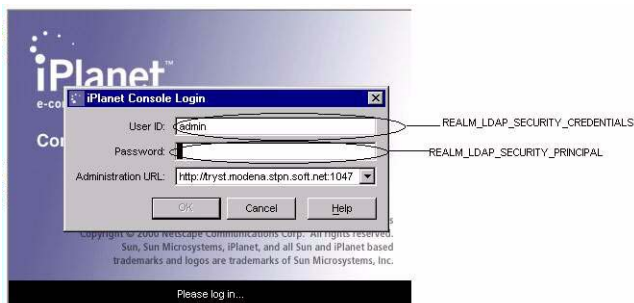 iPlanet™
e-co
iPlanet Console Login
Co
User ID: admin
REALM_LDAP_SECURITY_CREDENTIALS
Password:
REALM_LDAP_SECURITY_PRINCIPAL
Administration URL: http://tryst.modena.stpn.soft.net:1047
OK Cancel Help
Copyright © 2000 Netscape Communications Corp. All rights reserved.
Sun, Sun Microsystems, iPlanet, and all Sun and iPlanet based
trademarks and logos are trademarks of Sun Microsystems, Inc.
Please log in...